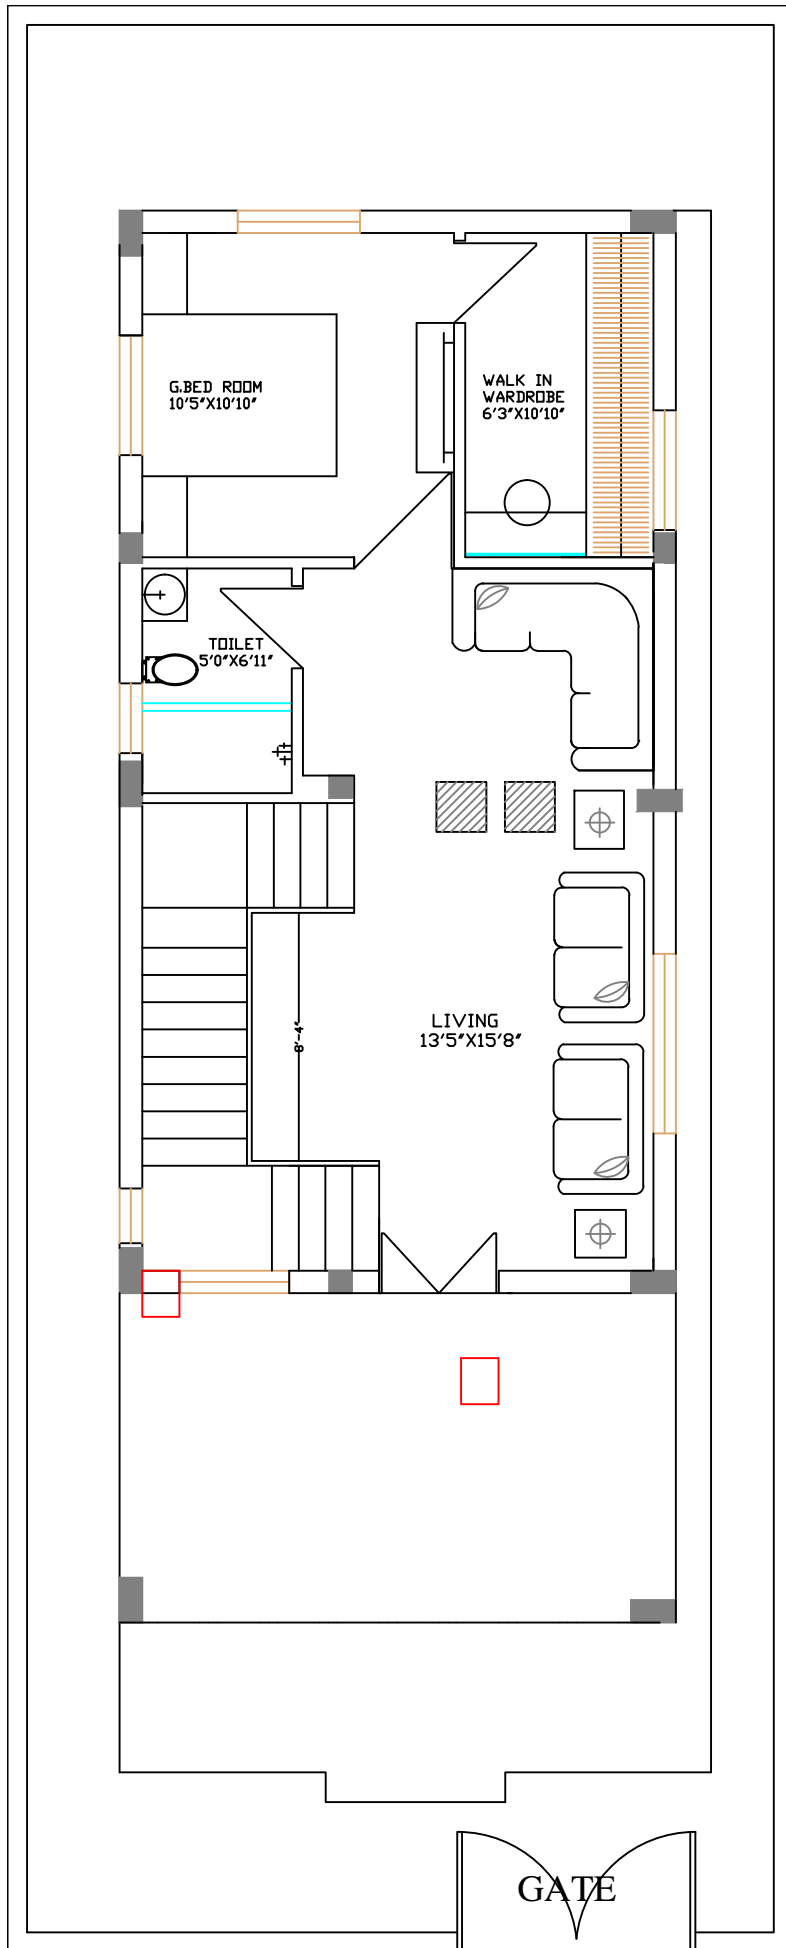 G.BED ROOM
10'5"X10'10"
WALK IN
WARDROBE
6'3"X10'10"
TOILET
5'0"X6'11"
LIVING
13'5"X15'8"
8'-4"
GATE